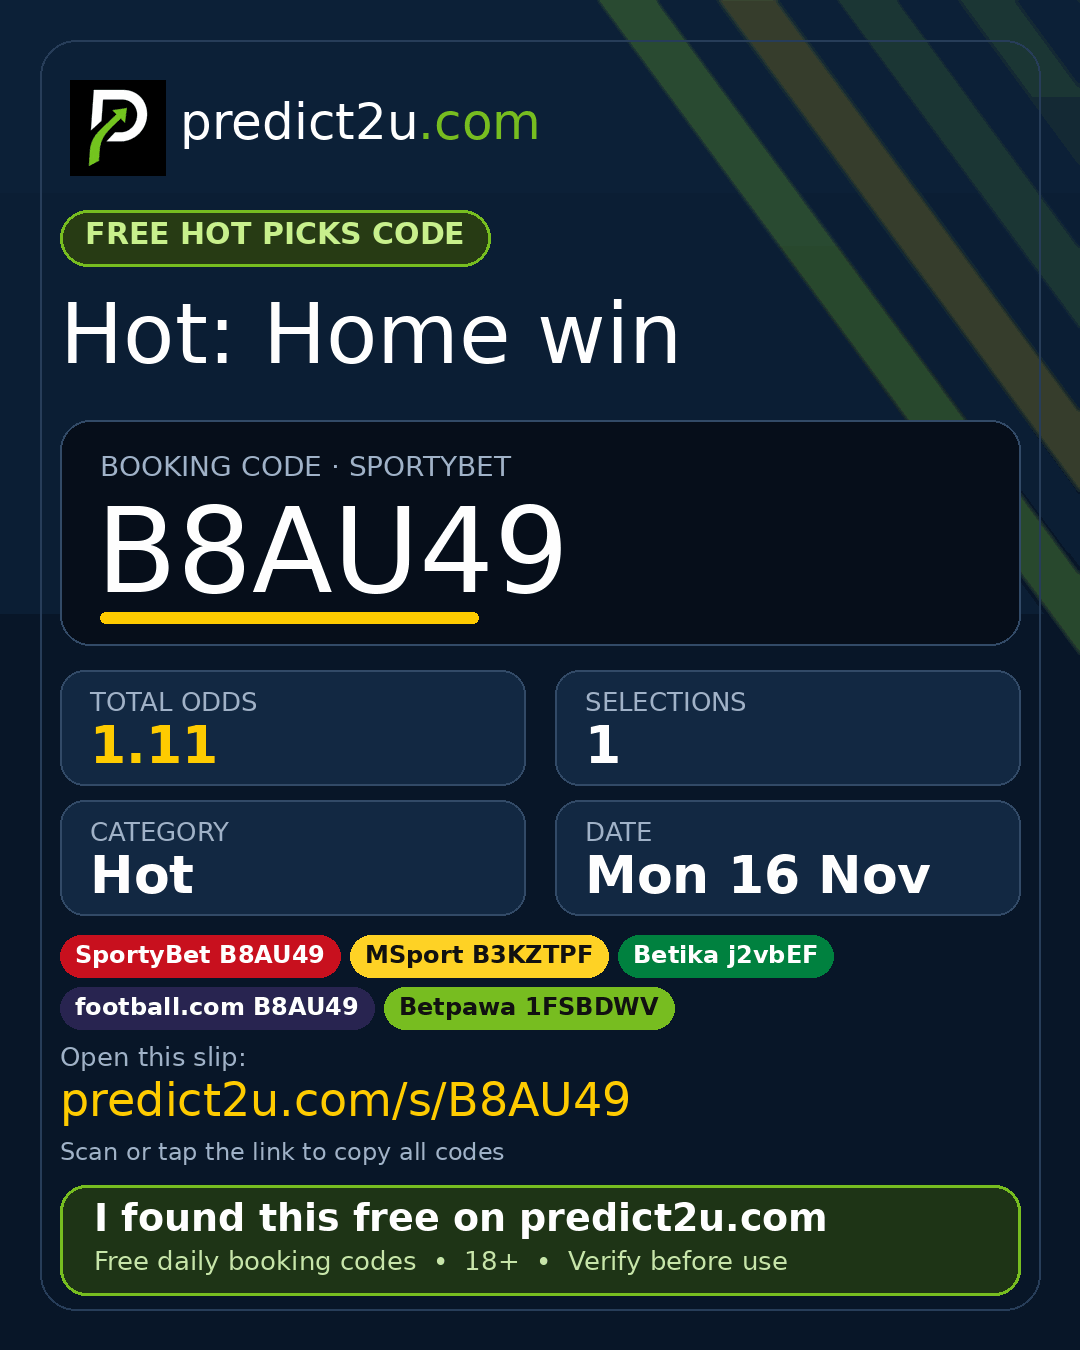 predict2u.com
FREE HOT PICKS CODE
Hot: Home win
BOOKING CODE · SPORTYBET
B8AU49
TOTAL ODDS
1.11
SELECTIONS
1
CATEGORY
Hot
DATE
Mon 16 Nov
SportyBet B8AU49
MSport B3KZTPF
Betika j2vbEF
football.com B8AU49
Betpawa 1FSBDWV
Open this slip:
predict2u.com/s/B8AU49
Scan or tap the link to copy all codes
I found this free on predict2u.com
Free daily booking codes • 18+ • Verify before use